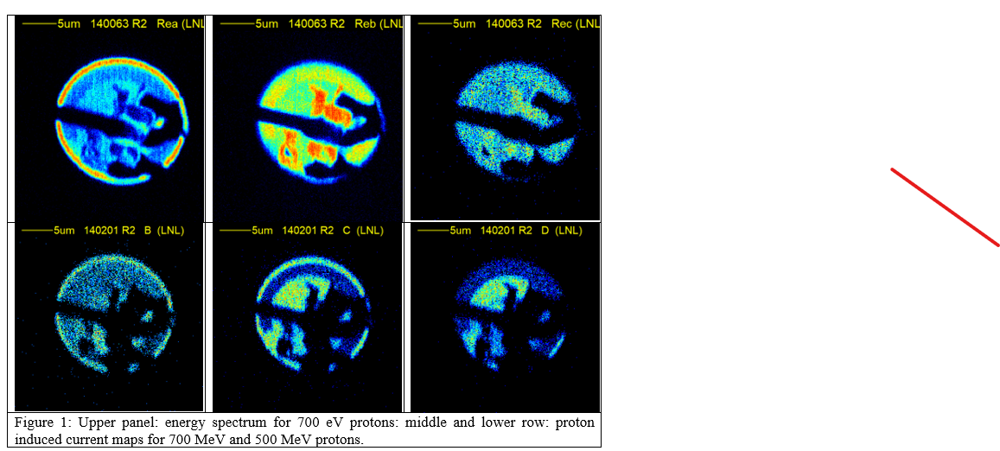 5um 140063 R2 Rea (LNL
5um 140063 R2 Reb (LNL
5um 140063 R2 Rec (LNL
5um 140201 R2 B (LNL)
5um 140201 R2 C (LNL)
5um 140201 R2 D (LNL)
Figure 1: Upper panel: energy spectrum for 700 eV protons: middle and lower row: proton
induced current maps for 700 MeV and 500 MeV protons.